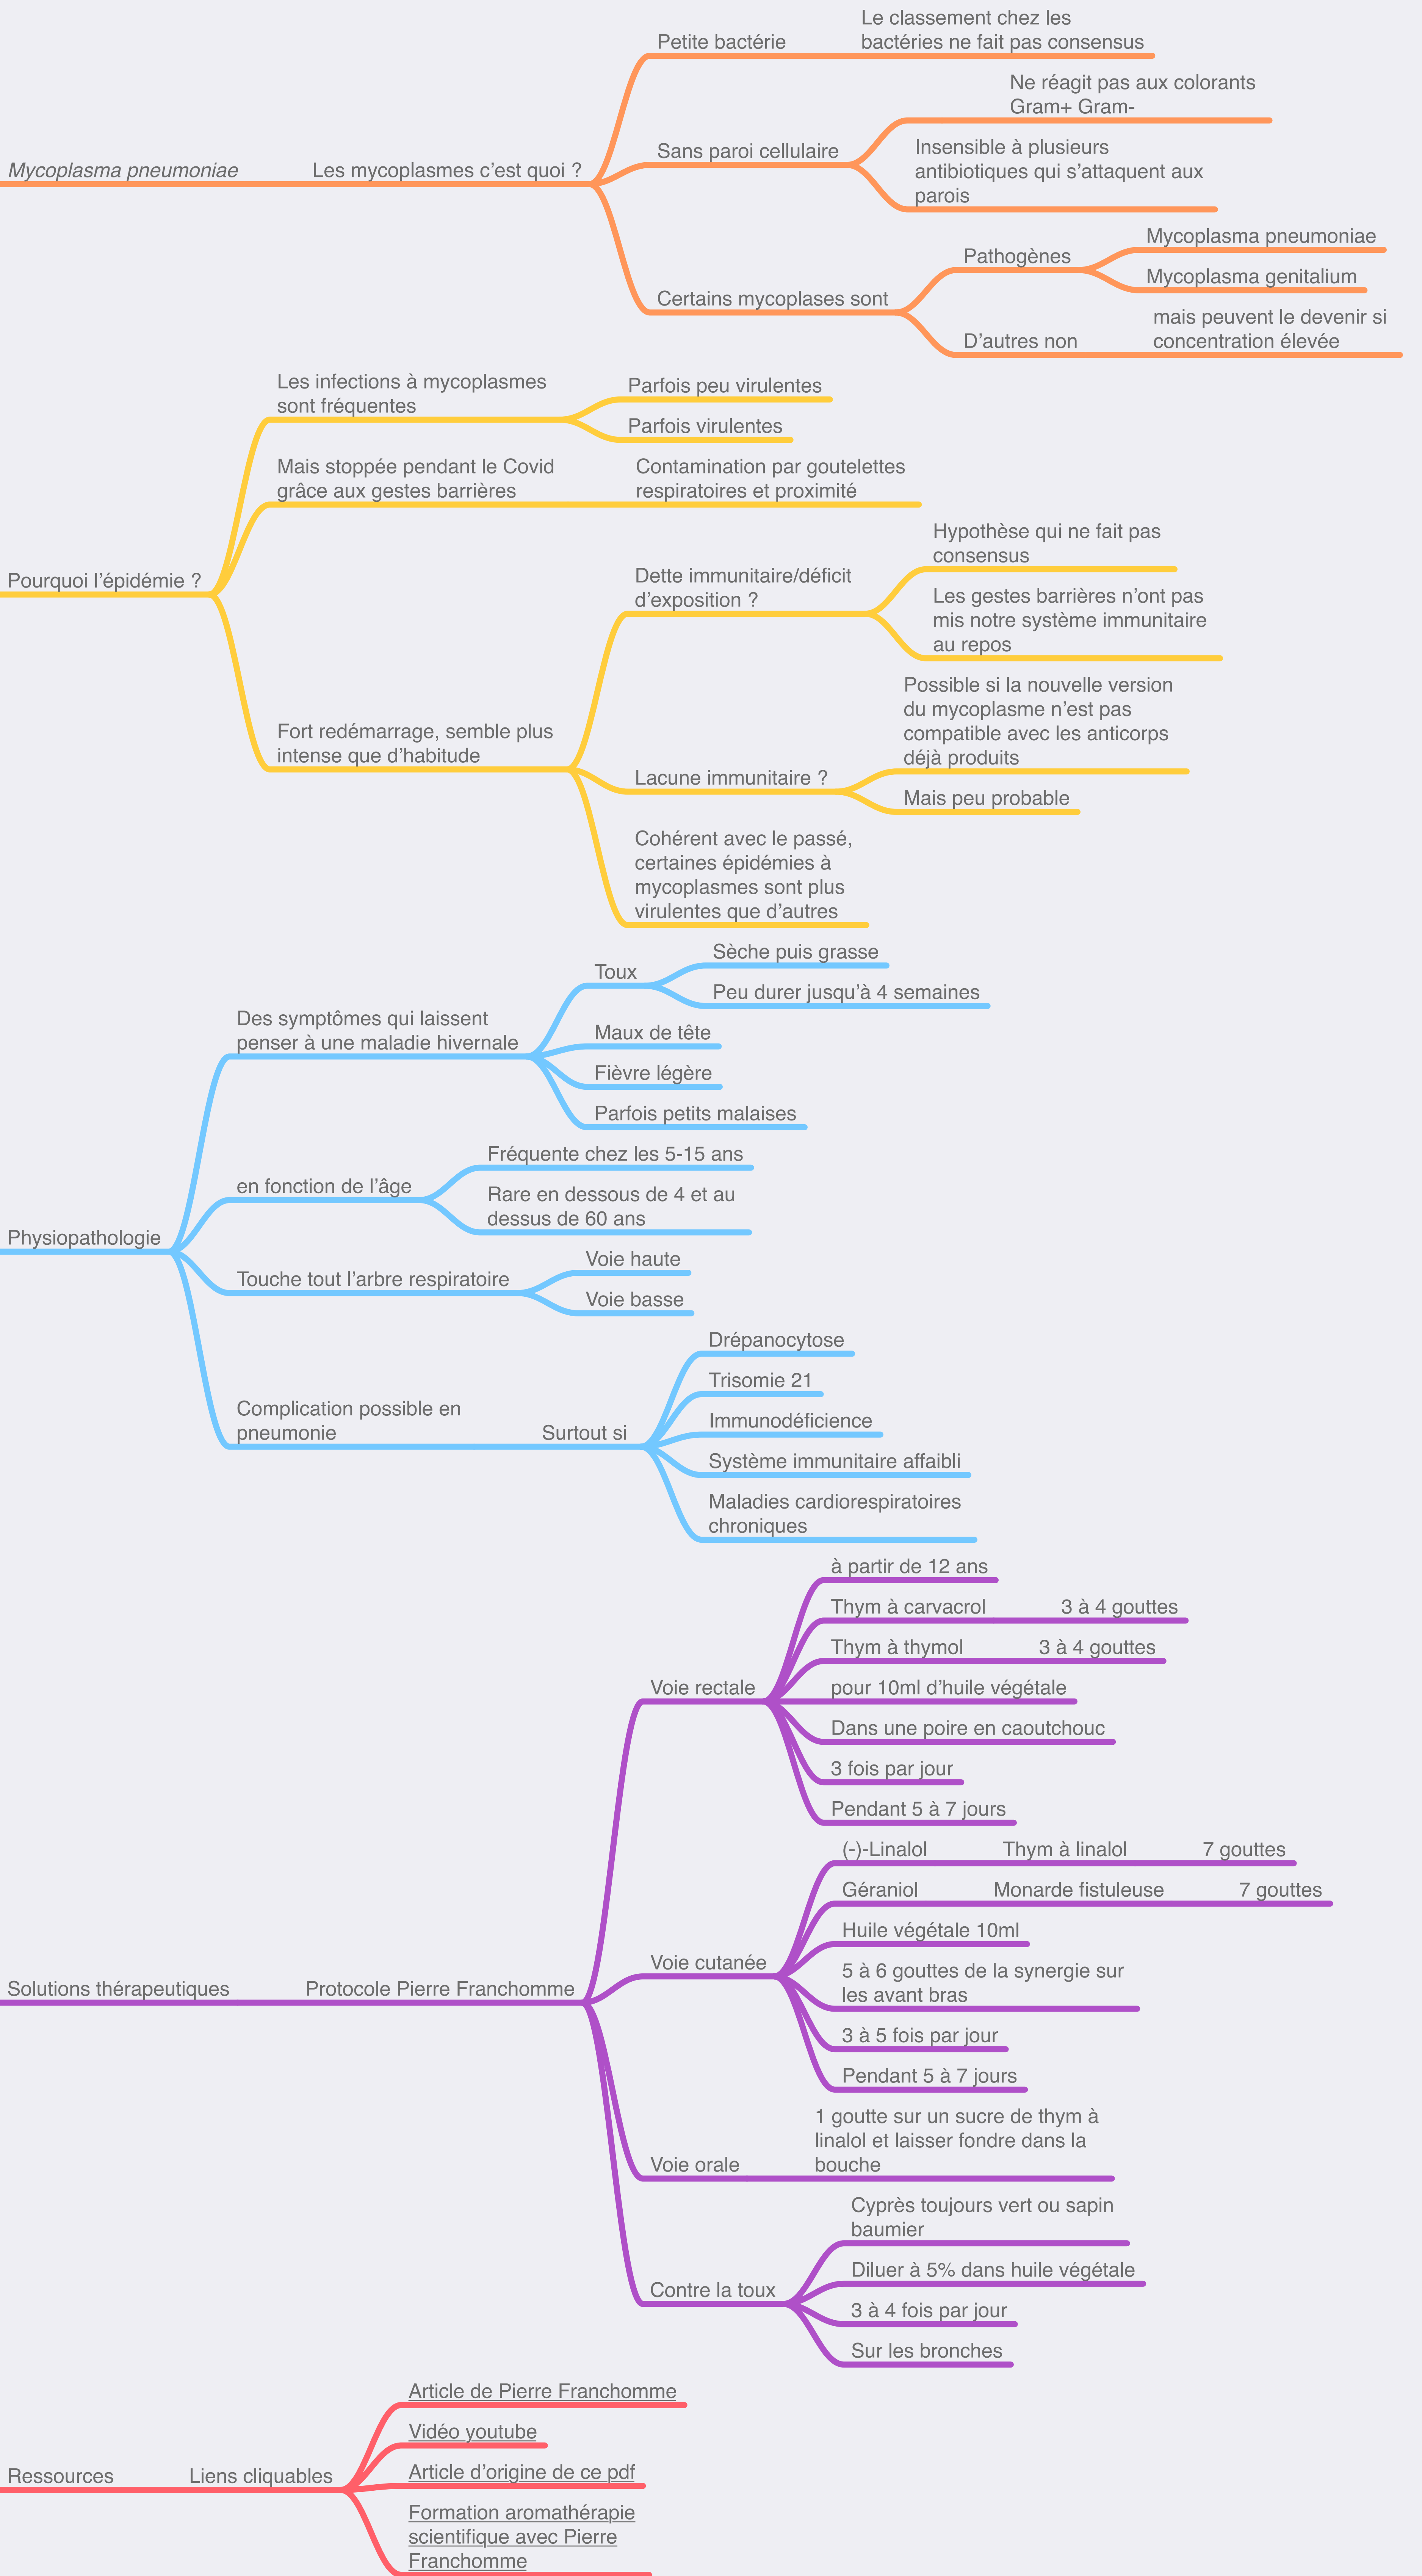 Mycoplasma pneumoniae
Les mycoplasmes c’est quoi ?
Petite bactérie
Le classement chez les
bactéries ne fait pas consensus
Sans paroi cellulaire
Ne réagit pas aux colorants
Gram+ Gram-
Insensible à plusieurs
antibiotiques qui s’attaquent aux
parois
Certains mycoplases sont
Pathogènes
Mycoplasma pneumoniae
Mycoplasma genitalium
D’autres non
mais peuvent le devenir si
concentration élevée
Pourquoi l’épidémie ?
Les infections à mycoplasmes
sont fréquentes
Parfois peu virulentes
Parfois virulentes
Mais stoppée pendant le Covid
grâce aux gestes barrières
Contamination par goutelettes
respiratoires et proximité
Fort redémarrage, semble plus
intense que d’habitude
Dette immunitaire/déficit
d’exposition ?
Hypothèse qui ne fait pas
consensus
Les gestes barrières n’ont pas
mis notre système immunitaire
au repos
Lacune immunitaire ?
Possible si la nouvelle version
du mycoplasme n’est pas
compatible avec les anticorps
déjà produits
Mais peu probable
Cohérent avec le passé,
certaines épidémies à
mycoplasmes sont plus
virulentes que d’autres
Physiopathologie
Des symptômes qui laissent
penser à une maladie hivernale
Toux
Sèche puis grasse
Peu durer jusqu’à 4 semaines
Maux de tête
Fièvre légère
Parfois petits malaises
en fonction de l’âge
Fréquente chez les 5-15 ans
Rare en dessous de 4 et au
dessus de 60 ans
Touche tout l’arbre respiratoire
Voie haute
Voie basse
Complication possible en
pneumonie
Surtout si
Drépanocytose
Trisomie 21
Immunodéficience
Système immunitaire affaibli
Maladies cardiorespiratoires
chroniques
Solutions thérapeutiques
Protocole Pierre Franchomme
Voie rectale
à partir de 12 ans
Thym à carvacrol
3 à 4 gouttes
Thym à thymol
3 à 4 gouttes
pour 10ml d’huile végétale
Dans une poire en caoutchouc
3 fois par jour
Pendant 5 à 7 jours
Voie cutanée
(-)-Linalol
Thym à linalol
7 gouttes
Géraniol
Monarde fistuleuse
7 gouttes
Huile végétale 10ml
5 à 6 gouttes de la synergie sur
les avant bras
3 à 5 fois par jour
Pendant 5 à 7 jours
Voie orale
1 goutte sur un sucre de thym à
linalol et laisser fondre dans la
bouche
Contre la toux
Cyprès toujours vert ou sapin
baumier
Diluer à 5% dans huile végétale
3 à 4 fois par jour
Sur les bronches
Ressources
Liens cliquables
Article de Pierre Franchomme
Vidéo youtube
Article d’origine de ce pdf
Formation aromathérapie
scientifique avec Pierre
Franchomme